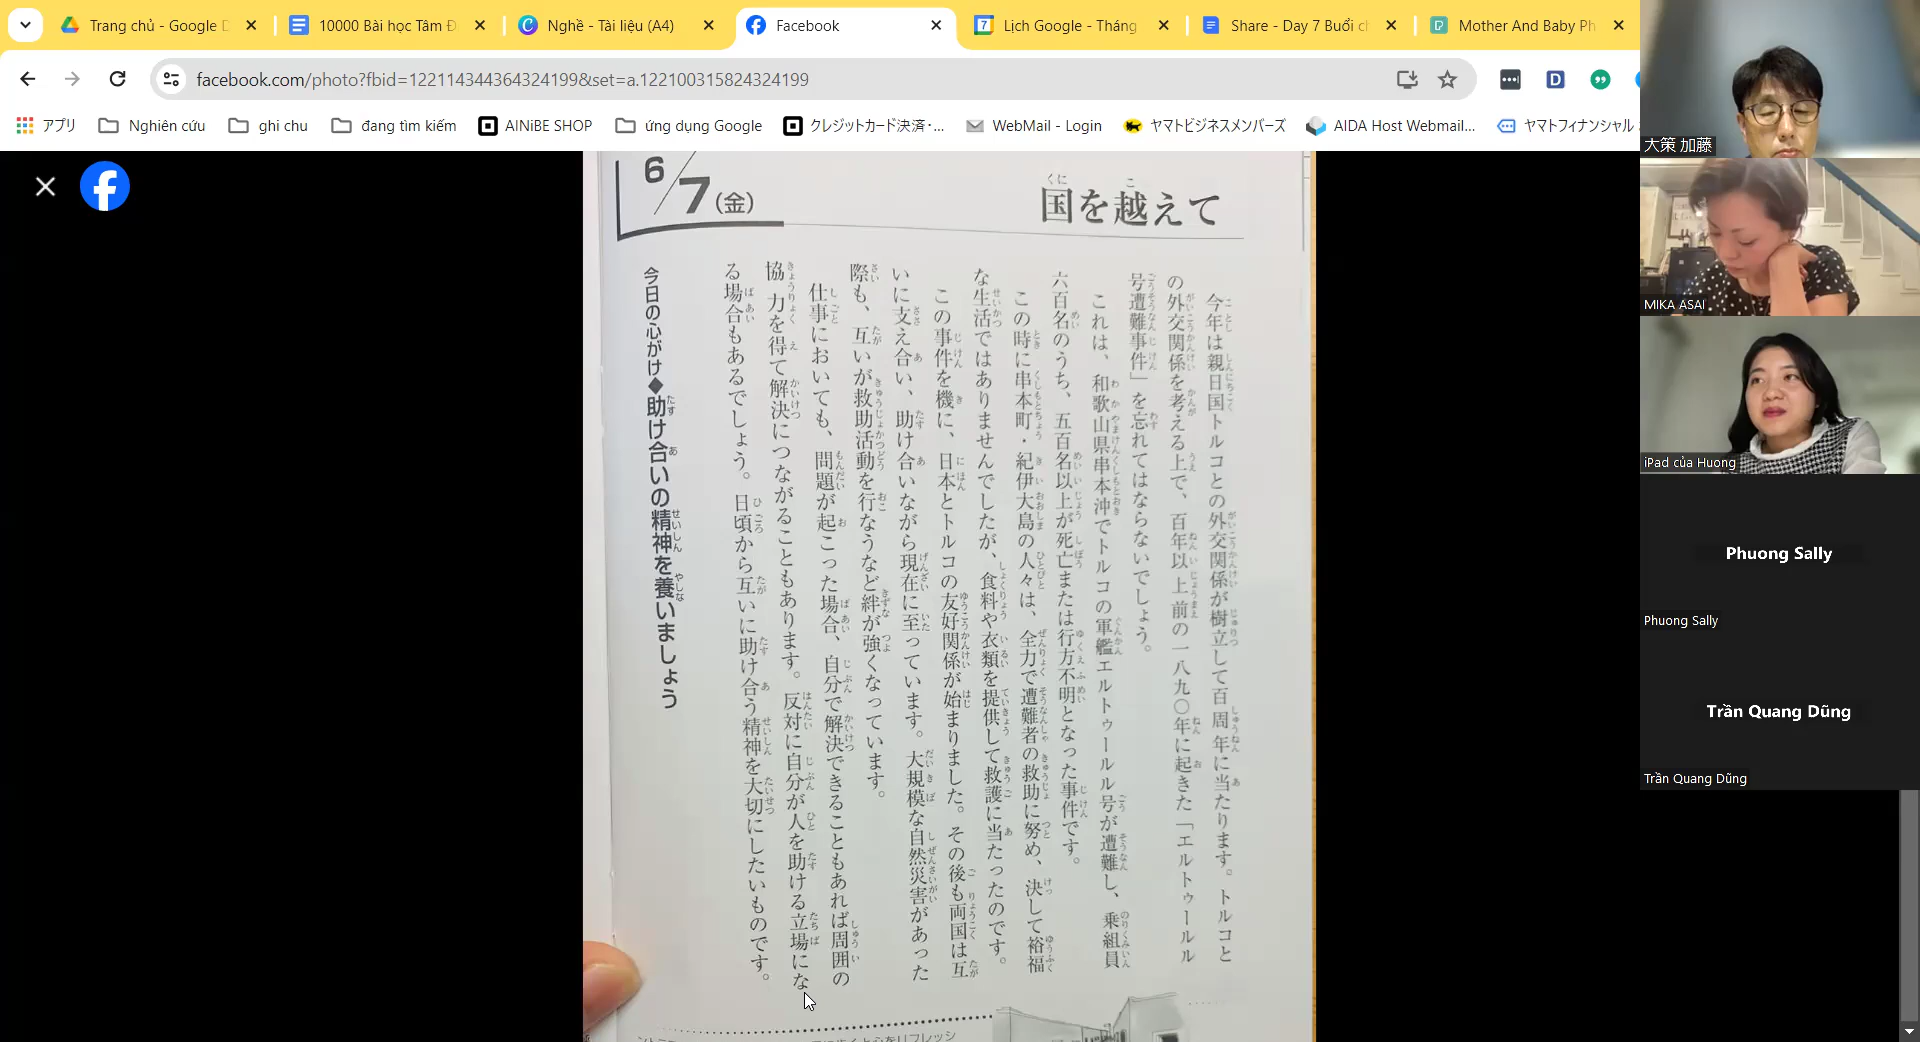 Trang chủ - Google D
10000 Bài học Tâm Đ
Nghề - Tài liệu (A4)
Facebook
Lịch Google - Tháng
Share - Day 7 Buổi ch
Mother And Baby Ph
facebook.com/photo?fbid=122114344364324199&set=a.122100315824324199
アプリ
Nghiên cứu
ghi chu
đang tìm kiếm
AINiBE SHOP
ứng dụng Google
クレジットカード決済・...
WebMail - Login
ヤマトビジネスメンバーズ
AIDA Host Webmail...
ヤマトフィナンシャル
6/7(金)
国を越えて
今年は親日国トルコとの外交関係が樹立して百周年に当たります。トルコと
の外交関係を考える上で、百年以上前の一八九〇年に起きた「エルトゥールル
号遭難事件」を忘れてはならないでしょう。
これは、和歌山県串本沖でトルコの軍艦エルトゥールル号が遭難し、乗組員
六百名のうち、五百名以上が死亡または行方不明となった事件です。
この時に串本町・紀伊大島の人々は、全力で遭難者の救助に努め、決して裕福
な生活ではありませんでしたが、食料や衣類を提供して救護に当たったのです。
この事件を機に、日本とトルコの友好関係が始まりました。その後も両国は互
いに支え合い、助け合いながら現在に至っています。大規模な自然災害があった
際も、互いが救助活動を行なうなど絆が強くなっています。
仕事においても、問題が起こった場合、自分で解決できることもあれば周囲の
協力を得て解決につながることもあります。反対に自分が人を助ける立場にな
る場合もあるでしょう。日頃から互いに助け合う精神を大切にしたいものです。
今日の心がけ◆助け合いの精神を養いましょう
大策 加藤
MIKA ASAI
iPad của Huong
Phuong Sally
Phuong Sally
Trần Quang Dũng
Trần Quang Dũng